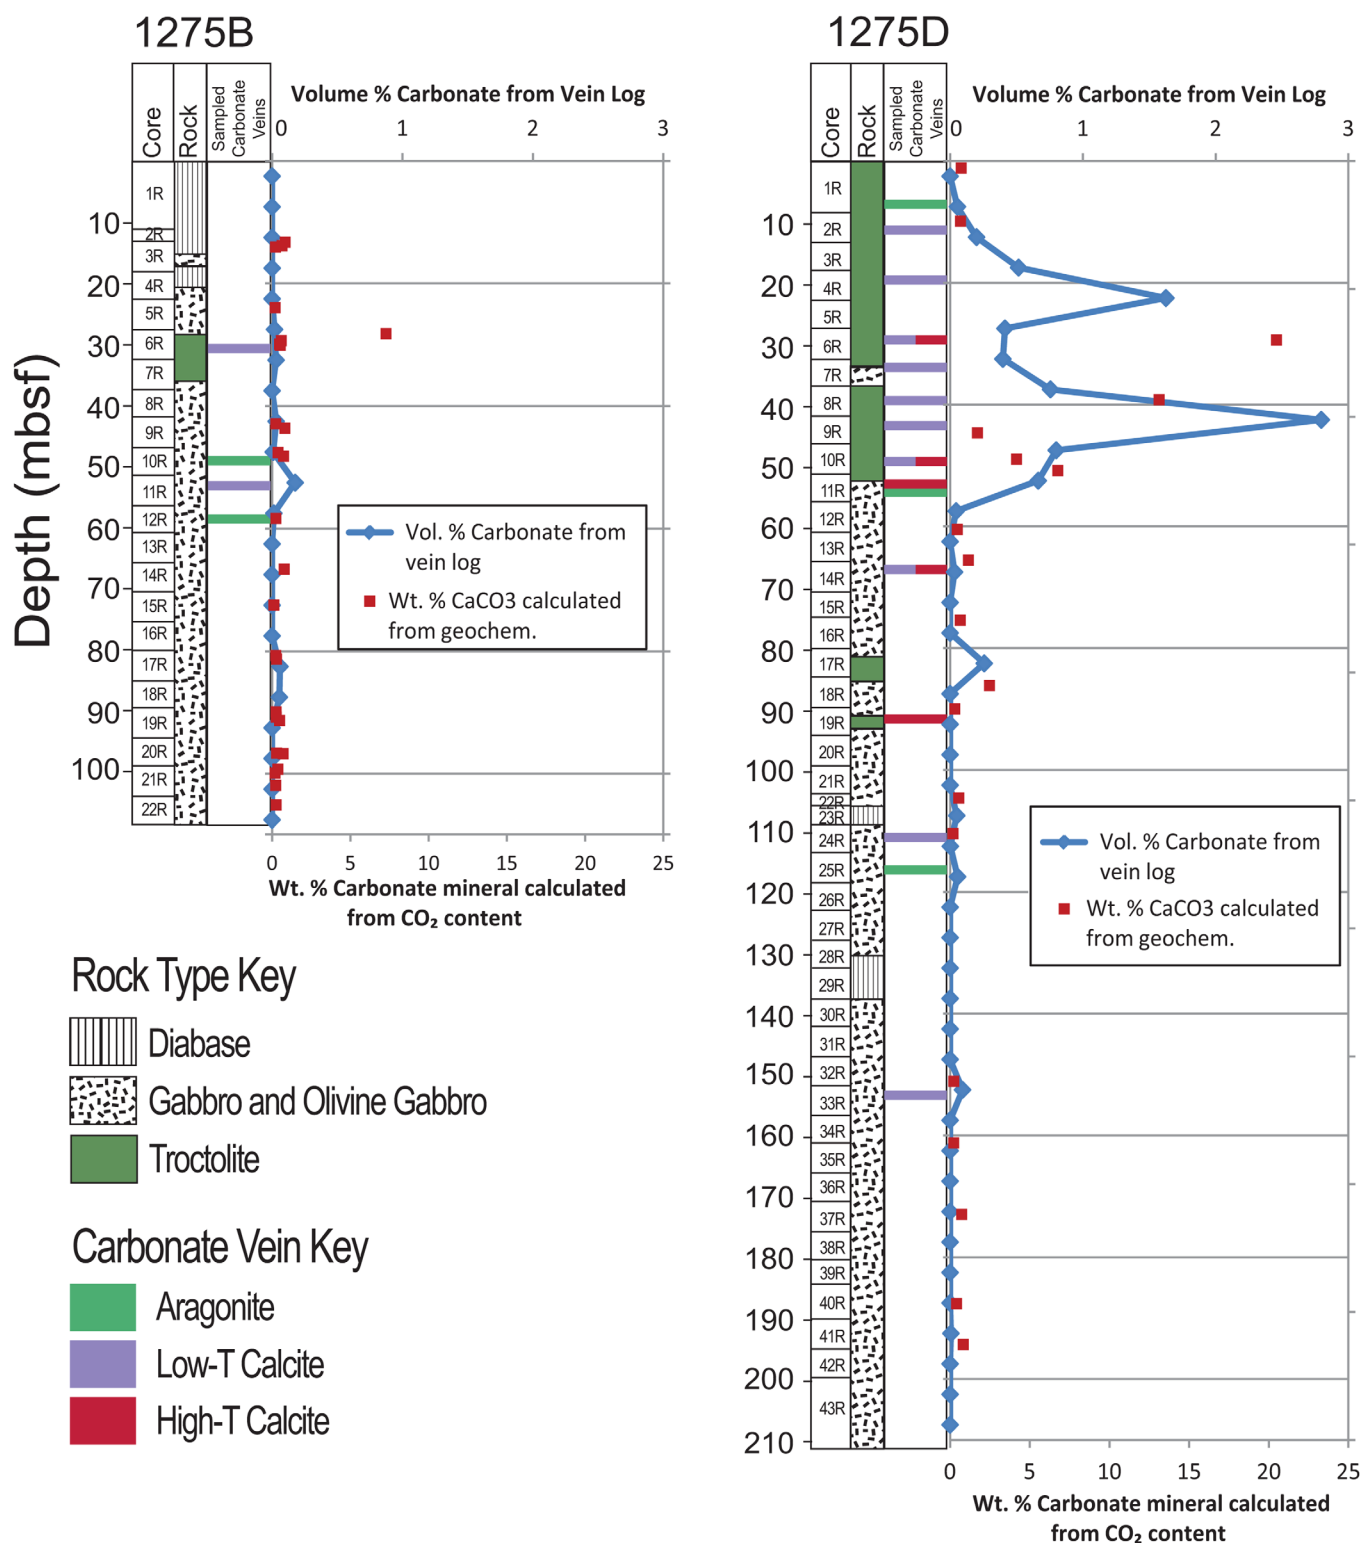 1275B
Core
Rock
Sampled
Carbonate
Veins
Volume % Carbonate from Vein Log
0 1 2 3
Depth (mbsf)
10
20
30
40
50
60
70
80
90
100
1R
2R
3R
4R
5R
6R
7R
8R
9R
10R
11R
12R
13R
14R
15R
16R
17R
18R
19R
20R
21R
22R
Vol. % Carbonate from
vein log
Wt. % CaCO3 calculated
from geochem.
0 5 10 15 20 25
Wt. % Carbonate mineral calculated
from CO₂ content
Rock Type Key
Diabase
Gabbro and Olivine Gabbro
Troctolite
Carbonate Vein Key
Aragonite
Low-T Calcite
High-T Calcite
1275D
Core
Rock
Sampled
Carbonate
Veins
Volume % Carbonate from Vein Log
0 1 2 3
10
20
30
40
50
60
70
80
90
100
110
120
130
140
150
160
170
180
190
200
210
1R
2R
3R
4R
5R
6R
7R
8R
9R
10R
11R
12R
13R
14R
15R
16R
17R
18R
19R
20R
21R
22R
23R
24R
25R
26R
27R
28R
29R
30R
31R
32R
33R
34R
35R
36R
37R
38R
39R
40R
41R
42R
43R
Vol. % Carbonate from
vein log
Wt. % CaCO3 calculated
from geochem.
0 5 10 15 20 25
Wt. % Carbonate mineral calculated
from CO₂ content